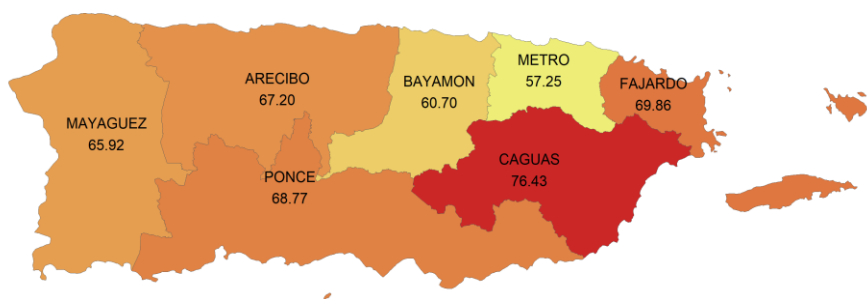 METRO
57.25
ARECIBO
67.20
BAYAMON
60.70
FAJARDO
69.86
MAYAGUEZ
65.92
CAGUAS
76.43
PONCE
68.77